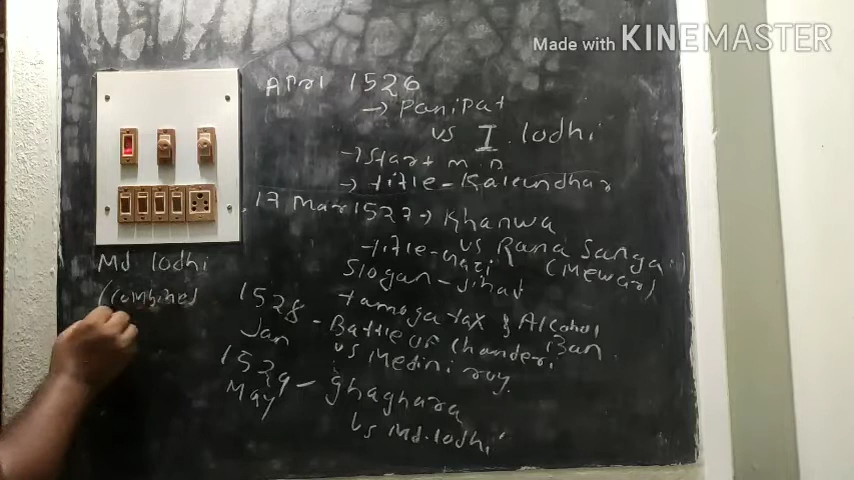 Made with KINEMASTER
April 1526
→ Panipat
vs I. lodhi
→ Start m.n
→ title - Kalandhar
17 Mar 1527 → Khanwa
vs Rana Sanga
title - Gazi (Mewar)
Slogan - Jihad
tamoga tax & Alcohol Ban
1528 Jan - Battle of Chanderi
vs Medini roy.
1529 May - ghaghara
vs Md. lodhi
Md lodhi
(Combined